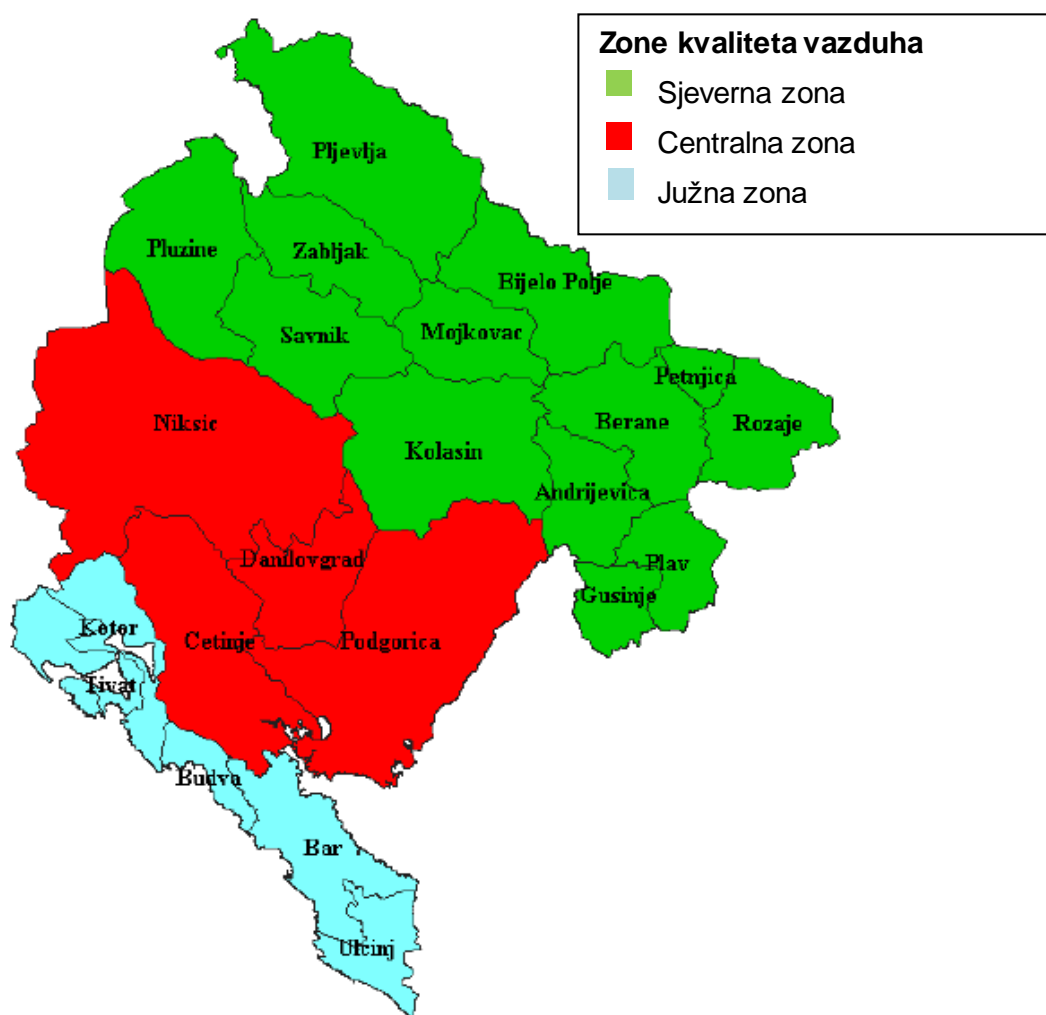 Zone kvaliteta vazduha
Sjeverna zona
Centralna zona
Južna zona
Pljevlja
Pluzine
Zabljak
Bijelo Polje
Savnik
Mojkovac
Petnjica
Niksic
Kolasin
Berane
Rozaje
Andrijevica
Danilovgrad
Plav
Gusinje
Kotor
Cetinje
Podgorica
Tivat
Budva
Bar
Ulcinj